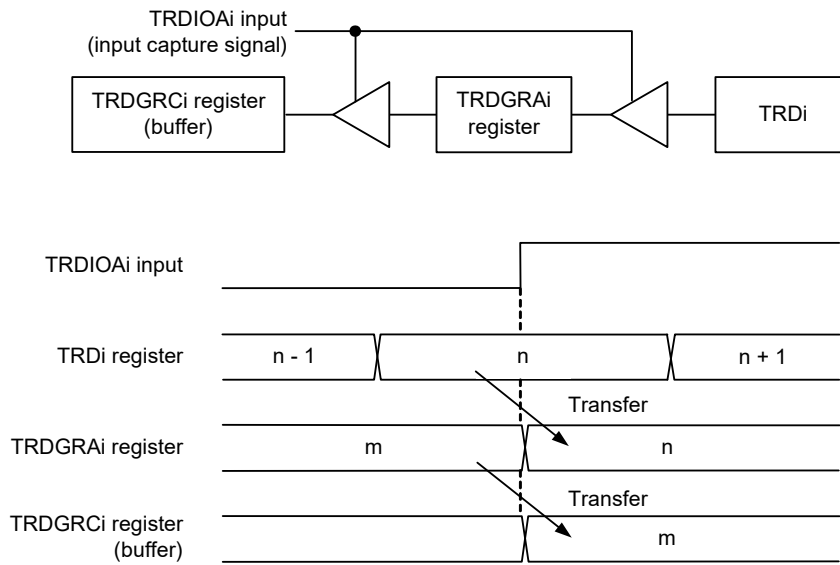 TRDIOAi input
(input capture signal)
TRDGRCi register
(buffer)
TRDGRAi
register
TRDi
TRDIOAi input
TRDi register
n - 1
n
n + 1
Transfer
TRDGRAi register
m
n
Transfer
TRDGRCi register
(buffer)
m